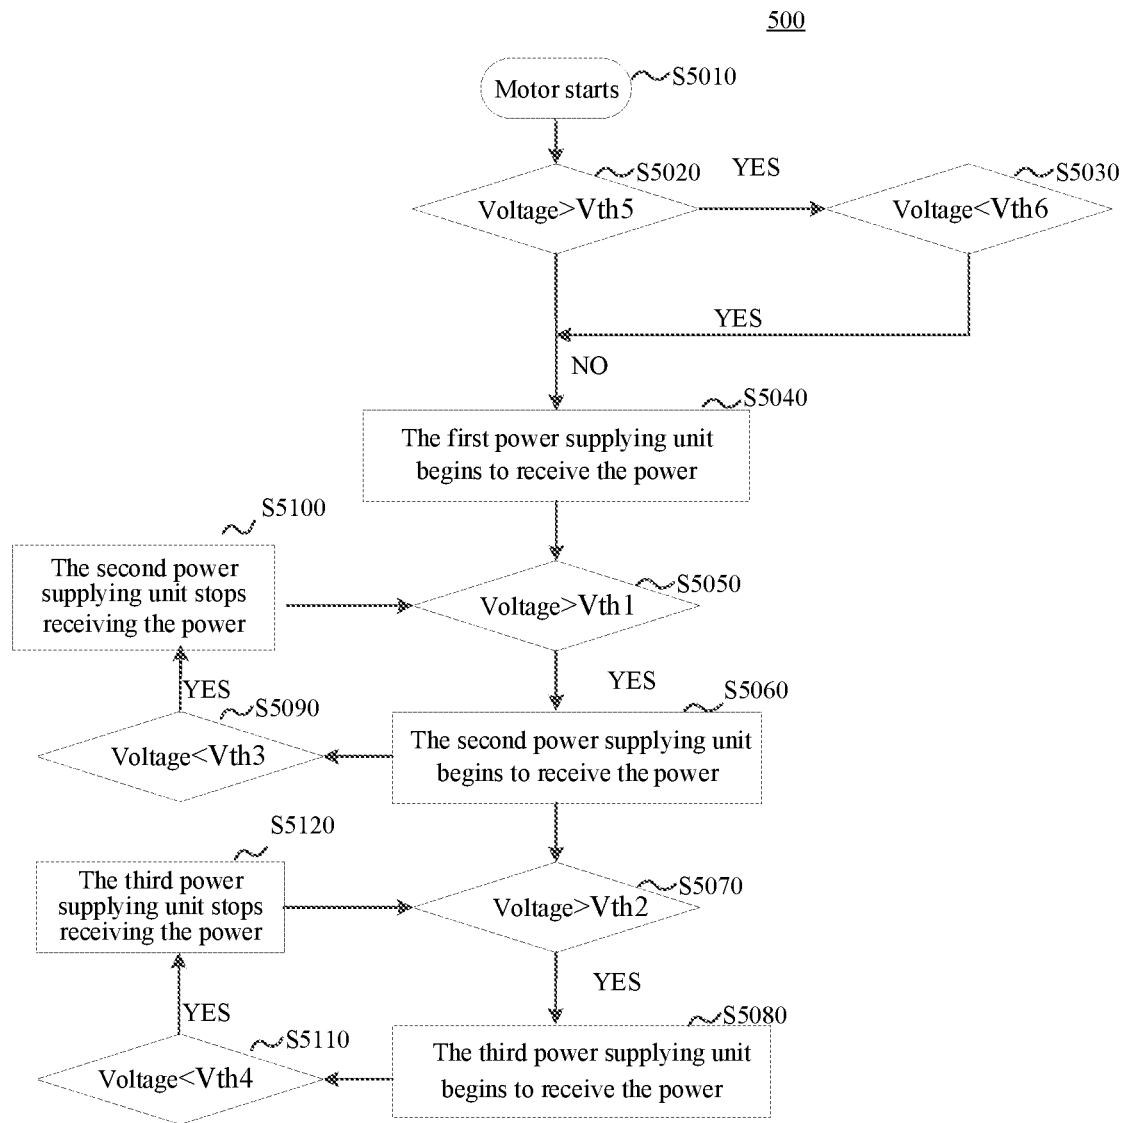 500
Motor starts
S5010
Voltage>Vth5
S5020
YES
Voltage<Vth6
S5030
YES
NO
S5040
The first power supplying unit
begins to receive the power
S5100
The second power
supplying unit stops
receiving the power
Voltage>Vth1
S5050
YES
YES
S5090
Voltage<Vth3
S5060
The second power supplying unit
begins to receive the power
S5120
The third power
supplying unit stops
receiving the power
Voltage>Vth2
S5070
YES
YES
S5110
Voltage<Vth4
S5080
The third power supplying unit
begins to receive the power